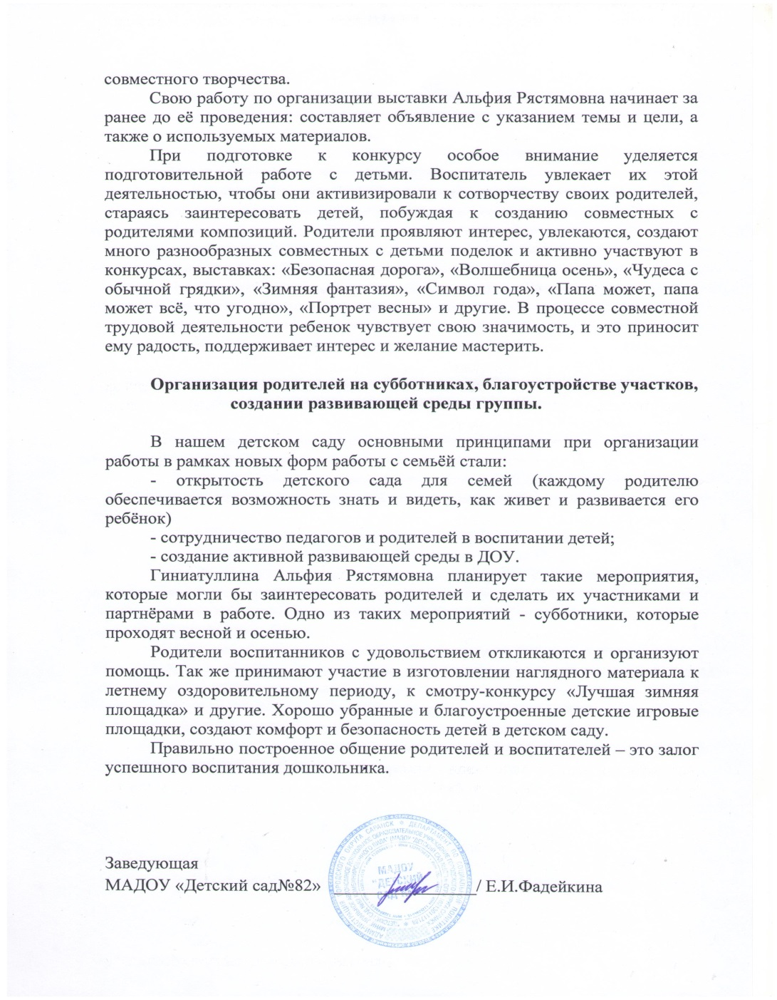 совместного творчества.
Свою работу по организации выставки Альфия Рястямовна начинает за
ранее до её проведения: составляет объявление с указанием темы и цели, а
также о используемых материалов.
При подготовке к конкурсу особое внимание уделяется
подготовительной работе с детьми. Воспитатель увлекает их этой
деятельностью, чтобы они активизировали к сотворчеству своих родителей,
стараясь заинтересовать детей, побуждая к созданию совместных с
родителями композиций. Родители проявляют интерес, увлекаются, создают
много разнообразных совместных с детьми поделок и активно участвуют в
конкурсах, выставках: «Безопасная дорога», «Волшебница осень», «Чудеса с
обычной грядки», «Зимняя фантазия», «Символ года», «Папа может, папа
может всё, что угодно», «Портрет весны» и другие. В процессе совместной
трудовой деятельности ребенок чувствует свою значимость, и это приносит
ему радость, поддерживает интерес и желание мастерить.
Организация родителей на субботниках, благоустройстве участков,
создании развивающей среды группы.
В нашем детском саду основными принципами при организации
работы в рамках новых форм работы с семьёй стали:
- открытость детского сада для семей (каждому родителю
обеспечивается возможность знать и видеть, как живет и развивается его
ребёнок)
- сотрудничество педагогов и родителей в воспитании детей;
- создание активной развивающей среды в ДОУ.
Гиниатуллина Альфия Рястямовна планирует такие мероприятия,
которые могли бы заинтересовать родителей и сделать их участниками и
партнёрами в работе. Одно из таких мероприятий - субботники, которые
проходят весной и осенью.
Родители воспитанников с удовольствием откликаются и организуют
помощь. Так же принимают участие в изготовлении наглядного материала к
летнему оздоровительному периоду, к смотру-конкурсу «Лучшая зимняя
площадка» и другие. Хорошо убранные и благоустроенные детские игровые
площадки, создают комфорт и безопасность детей в детском саду.
Правильно построенное общение родителей и воспитателей – это залог
успешного воспитания дошкольника.
Заведующая
МАДОУ «Детский сад№82» / Е.И.Фадейкина
МАДОУ
"ДЕТСКИЙ